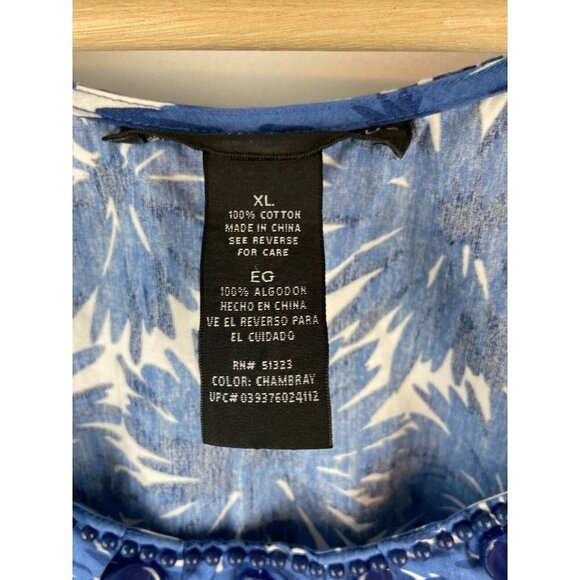 XL
100% COTTON
MADE IN CHINA
SEE REVERSE
FOR CARE
EG
100% ALGODON
HECHO EN CHINA
VE EL REVERSO PARA
EL CUIDADO
RN# 51323
COLOR: CHAMBRAY
UPC# 039376024112